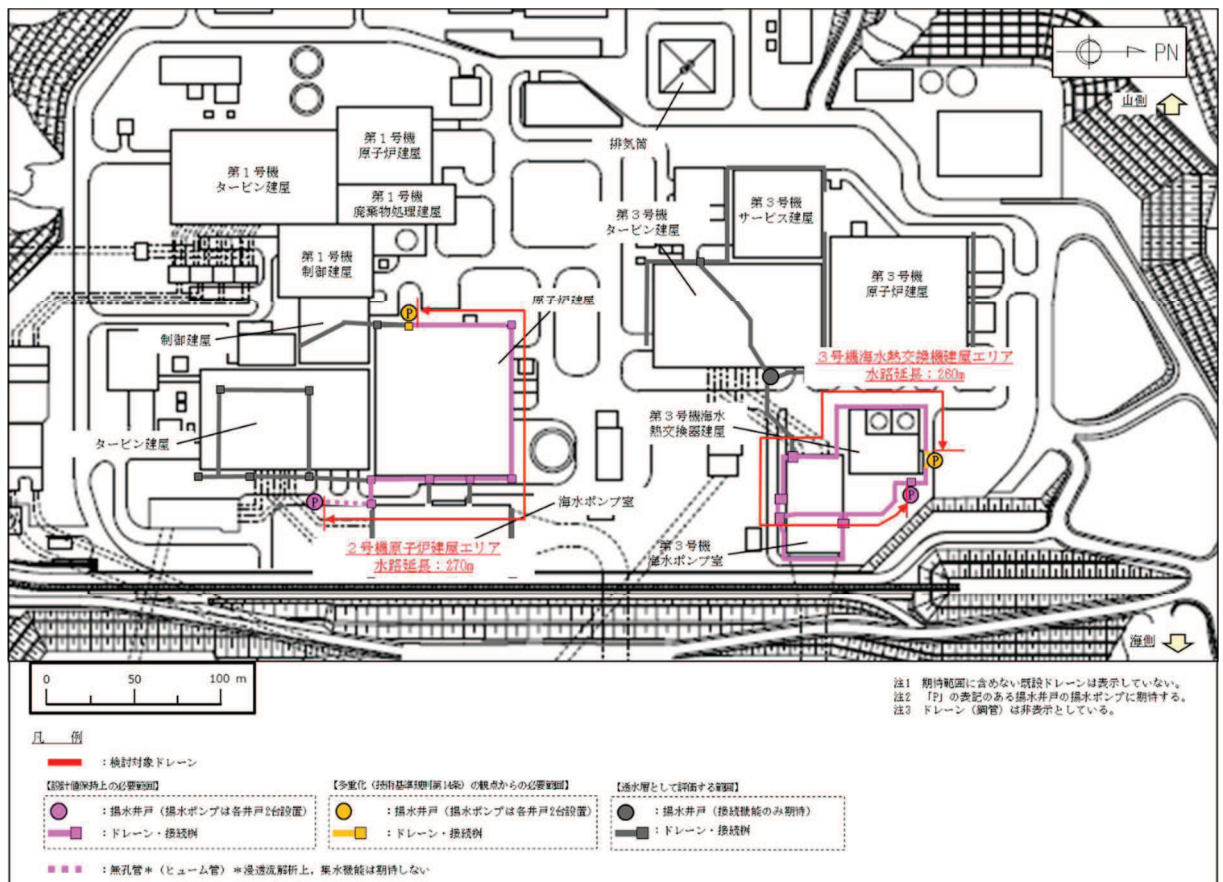 PN
山側
第１号機
原子炉建屋
排気筒
第１号機
タービン建屋
第１号機
廃棄物処理建屋
第３号機
サービス建屋
第３号機
タービン建屋
第１号機
制御建屋
第３号機
原子炉建屋
原子炉建屋
P
制御建屋
３号機海水熱交換機建屋エリア
水路延長：260m
第３号機海水
熱交換器建屋
タービン建屋
P
P
P
海水ポンプ室
２号機原子炉建屋エリア
水路延長：270m
第３号機
海水ポンプ室
海側
0 50 100 m
注1 期待範囲に含めない既設ドレーンは表示していない。
注2 「P」の表記のある揚水井戸の揚水ポンプに期待する。
注3 ドレーン（鋼管）は非表示としている。
凡 例
：検討対象ドレーン
【設計値保持上の必要範囲】
：揚水井戸（揚水ポンプは各井戸2台設置）
：ドレーン・接続桝
【多重化（技術基準規則第14条）の観点からの必要範囲】
：揚水井戸（揚水ポンプは各井戸2台設置）
：ドレーン・接続桝
【透水層として評価する範囲】
：揚水井戸（接続機能のみ期待）
：ドレーン・接続桝
：無孔管＊（ヒューム管）＊浸透流解析上，集水機能は期待しない